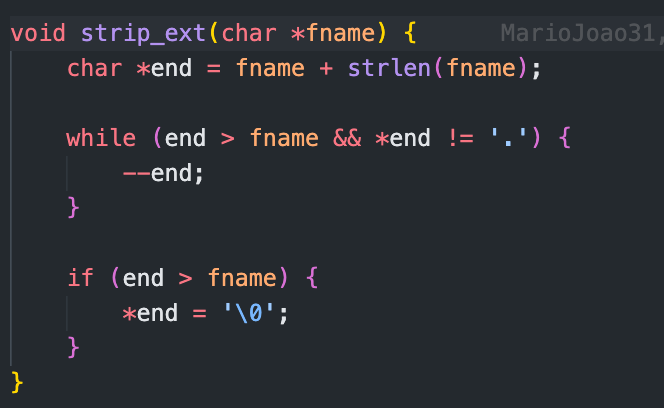 void strip_ext(char *fname) { MarioJoao31,
    char *end = fname + strlen(fname);
    while (end > fname && *end != '.') {
        --end;
    }
    if (end > fname) {
        *end = '\0';
    }
}